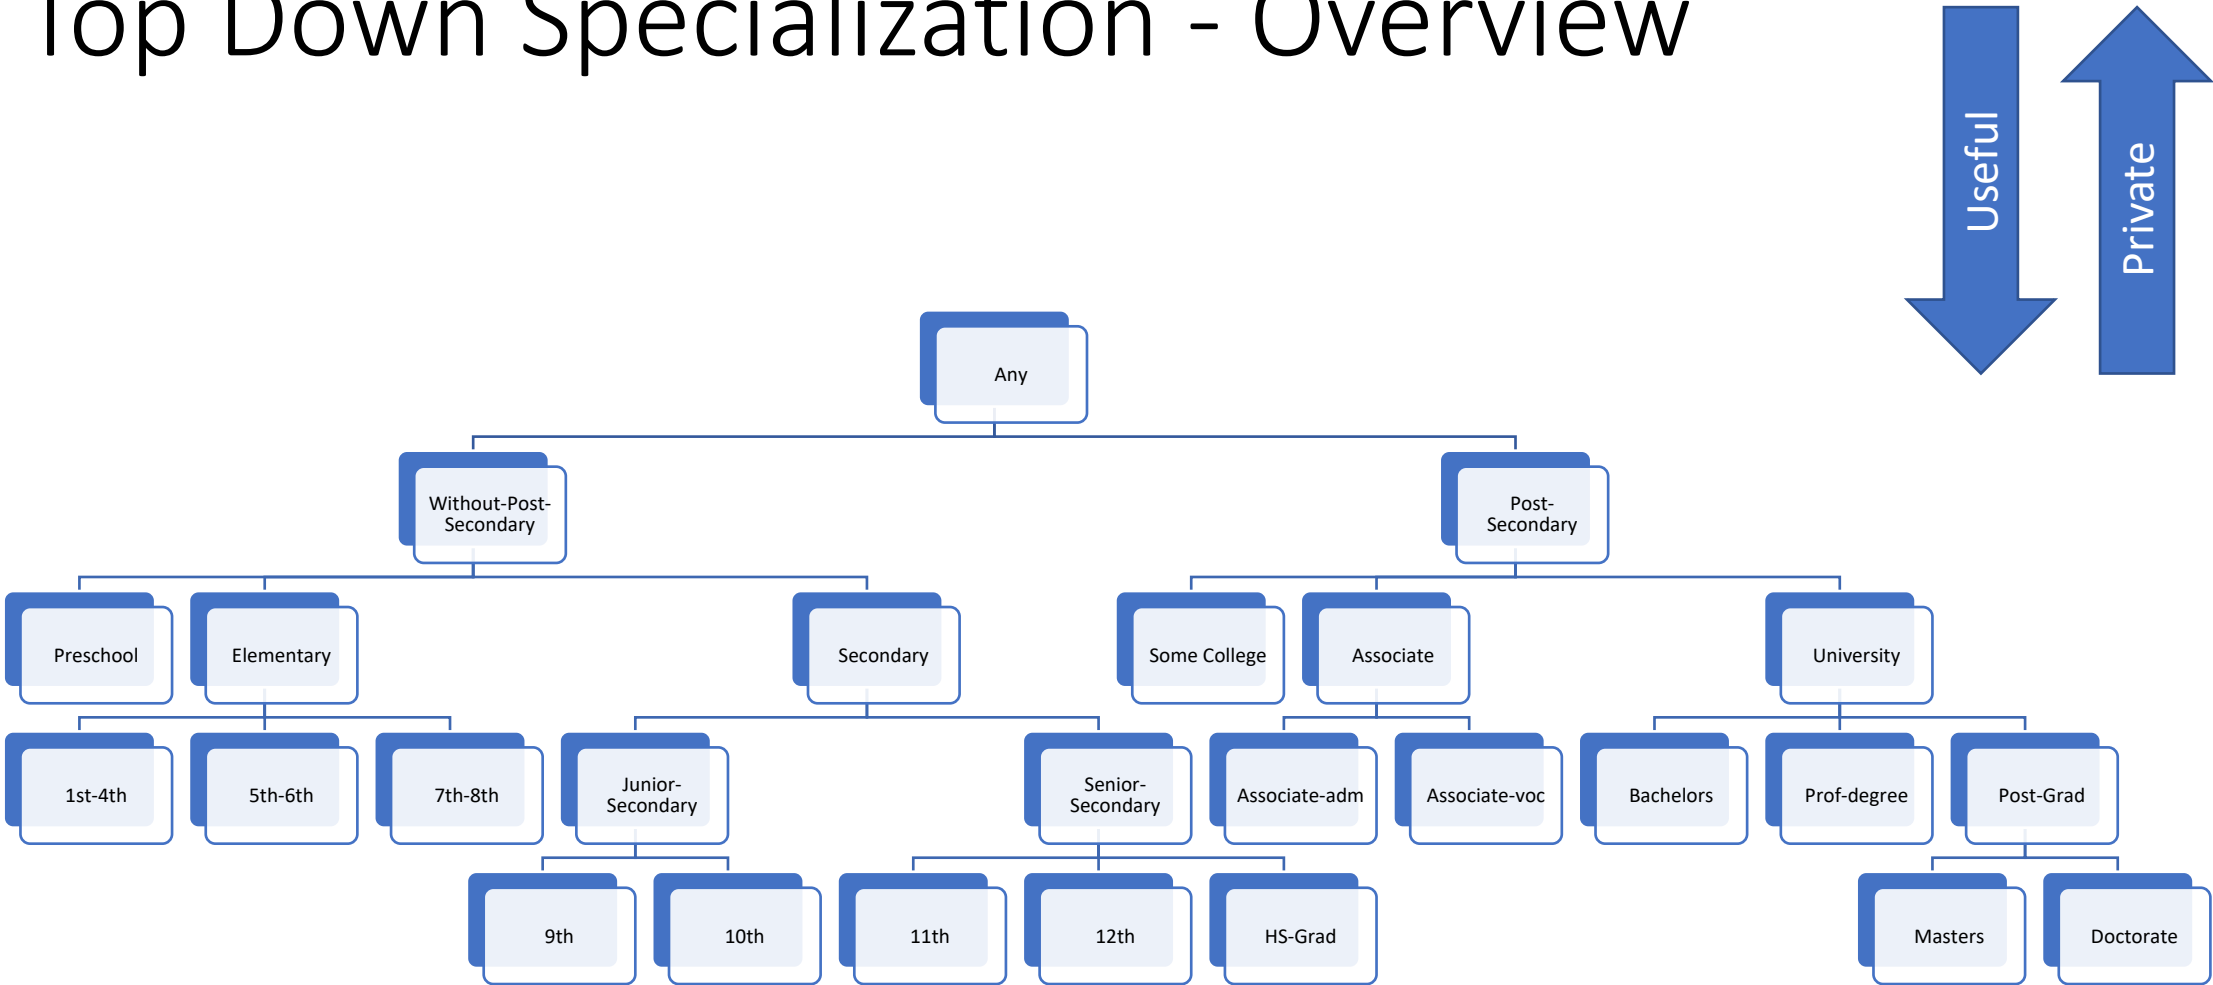 Top Down Specialization - Overview
Useful
Private
Any
Without-Post-
Secondary
Post-
Secondary
Preschool
Elementary
Secondary
Some College
Associate
University
1st-4th
5th-6th
7th-8th
Junior-
Secondary
Senior-
Secondary
Associate-adm
Associate-voc
Bachelors
Prof-degree
Post-Grad
9th
10th
11th
12th
HS-Grad
Masters
Doctorate